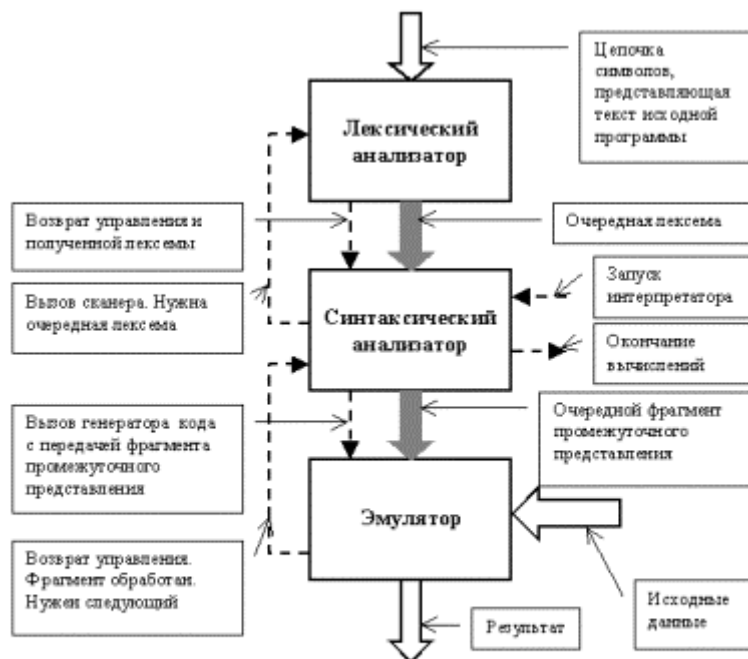 Цепочка
символов,
представляющая
текст исходной
программы
Лексический
анализатор
Возврат управления и
полученной лексемы
Очередная лексема
Вызов сканера. Нужна
очередная лексема
Запуск
интерпретатора
Синтаксический
анализатор
Окончание
вычислений
Вызов генератора кода
с передачей фрагмента
промежуточного
представления
Очередной фрагмент
промежуточного
представления
Эмулятор
Возврат управления.
Фрагмент обработан.
Нужен следующий
Результат
Исходные
данные